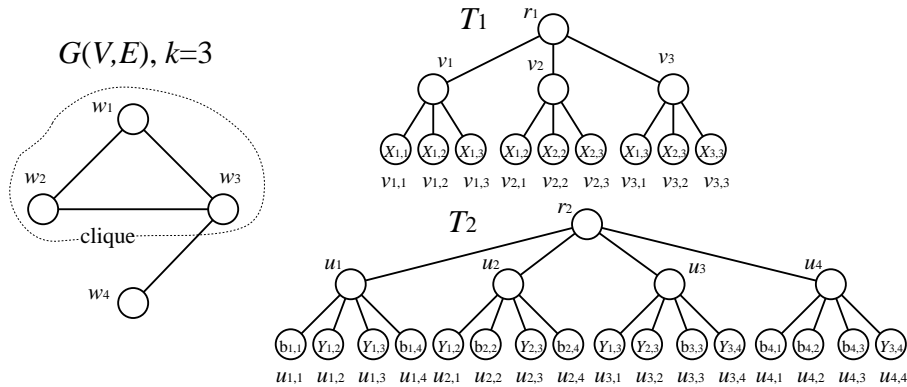 G(V,E), k=3
w1
w2
w3
clique
w4
T1
r1
v1
v2
v3
X1,1 X1,2 X1,3 X1,2 X2,2 X2,3 X1,3 X2,3 X3,3
v1,1 v1,2 v1,3 v2,1 v2,2 v2,3 v3,1 v3,2 v3,3
T2
r2
u1
u2
u3
u4
b1,1 Y1,2 Y1,3 b1,4 Y1,2 b2,2 Y2,3 b2,4 Y1,3 Y2,3 b3,3 Y3,4 b4,1 b4,2 b4,3 Y3,4
u1,1 u1,2 u1,3 u1,4 u2,1 u2,2 u2,3 u2,4 u3,1 u3,2 u3,3 u3,4 u4,1 u4,2 u4,3 u4,4